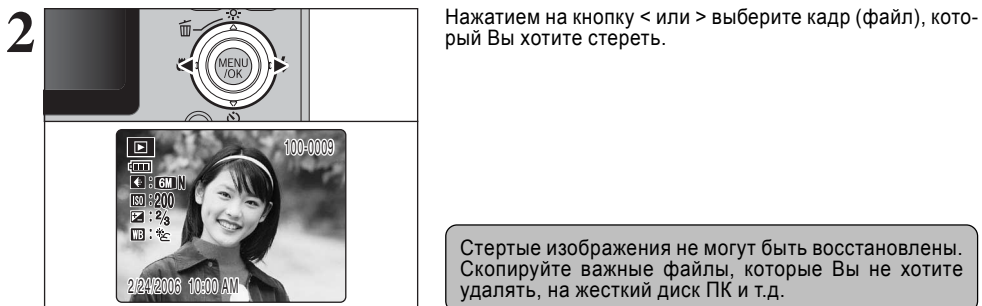 2
MENU
/OK
100-0009
: 6M N
ISO : 200
: 2/3
WB :
2/24/2006 10:00 AM
Нажатием на кнопку < или > выберите кадр (файл), кото-
рый Вы хотите стереть.
Стертые изображения не могут быть восстановлены.
Скопируйте важные файлы, которые Вы не хотите
удалять, на жесткий диск ПК и т.д.